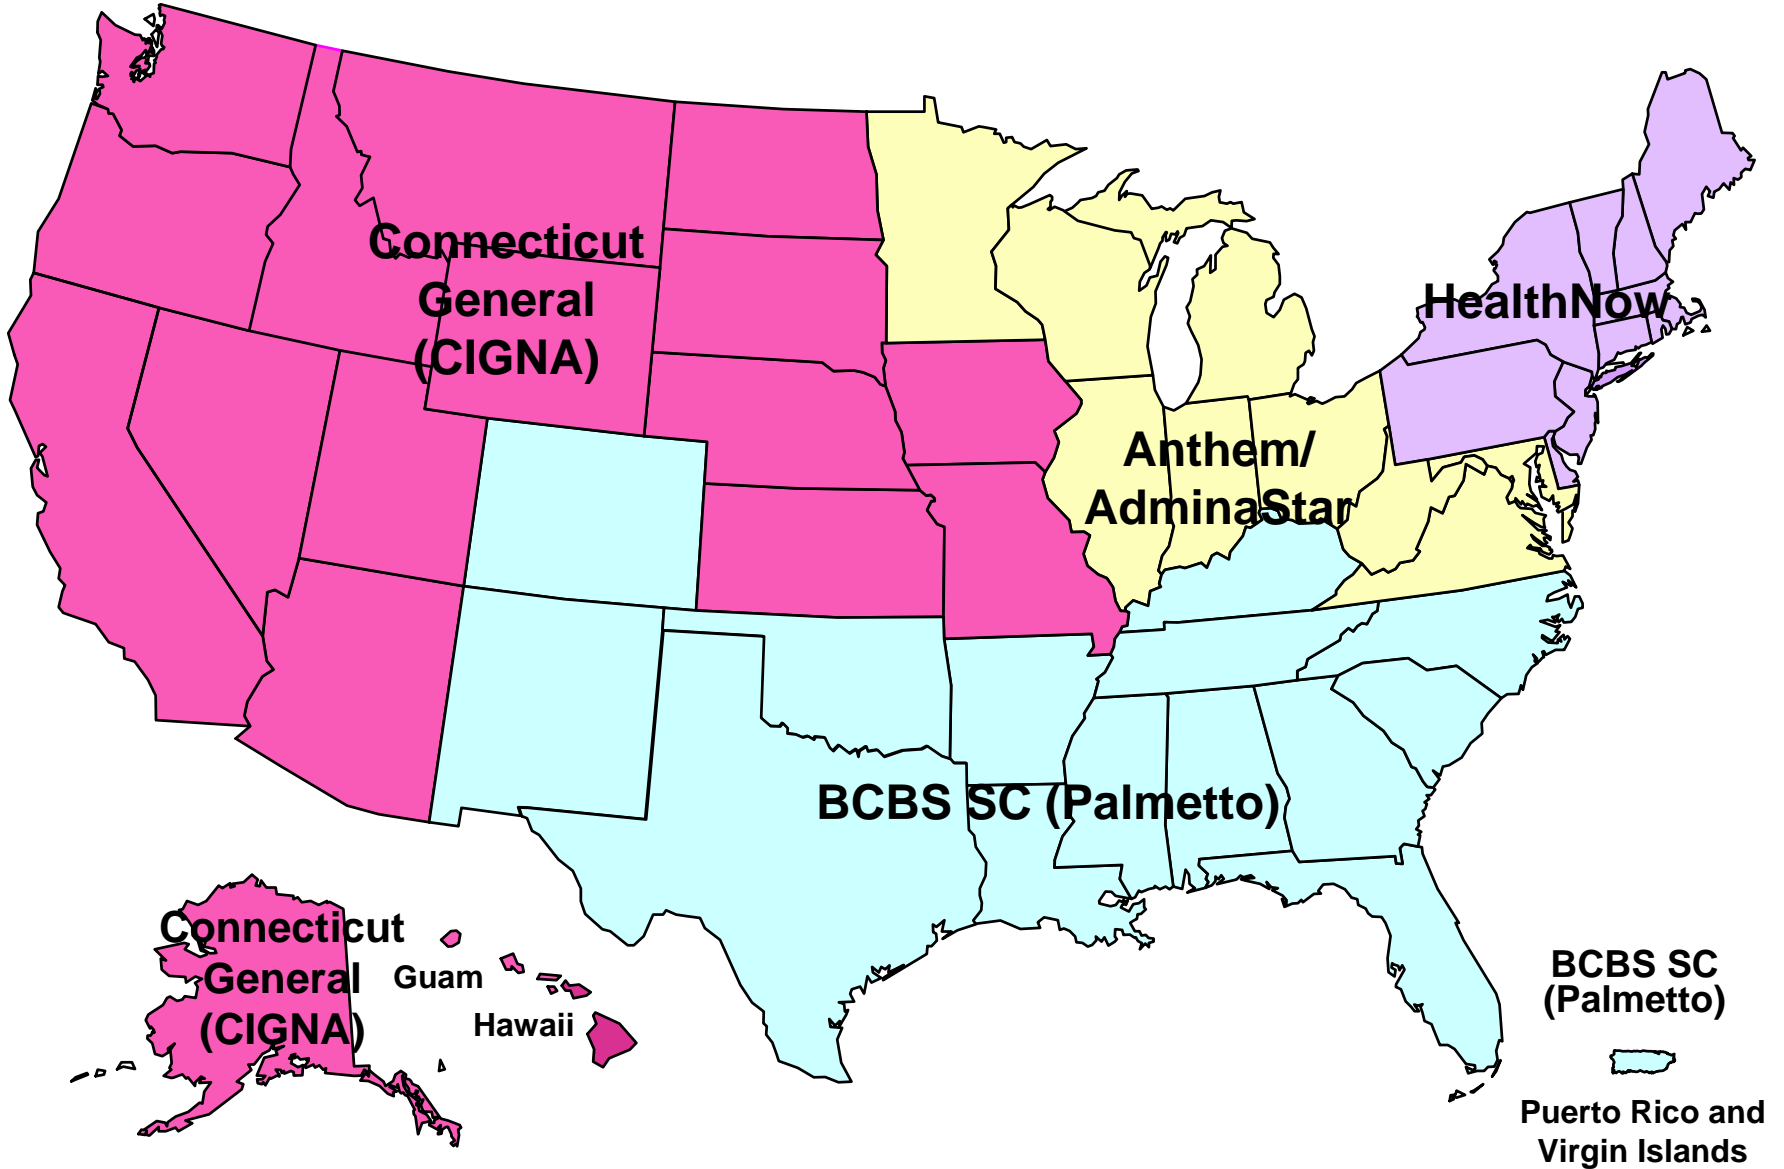 Connecticut
General
(CIGNA)
HealthNow
Anthem/
AdminaStar
BCBS SC (Palmetto)
Connecticut
General
(CIGNA)
Guam
Hawaii
BCBS SC
(Palmetto)
Puerto Rico and
Virgin Islands